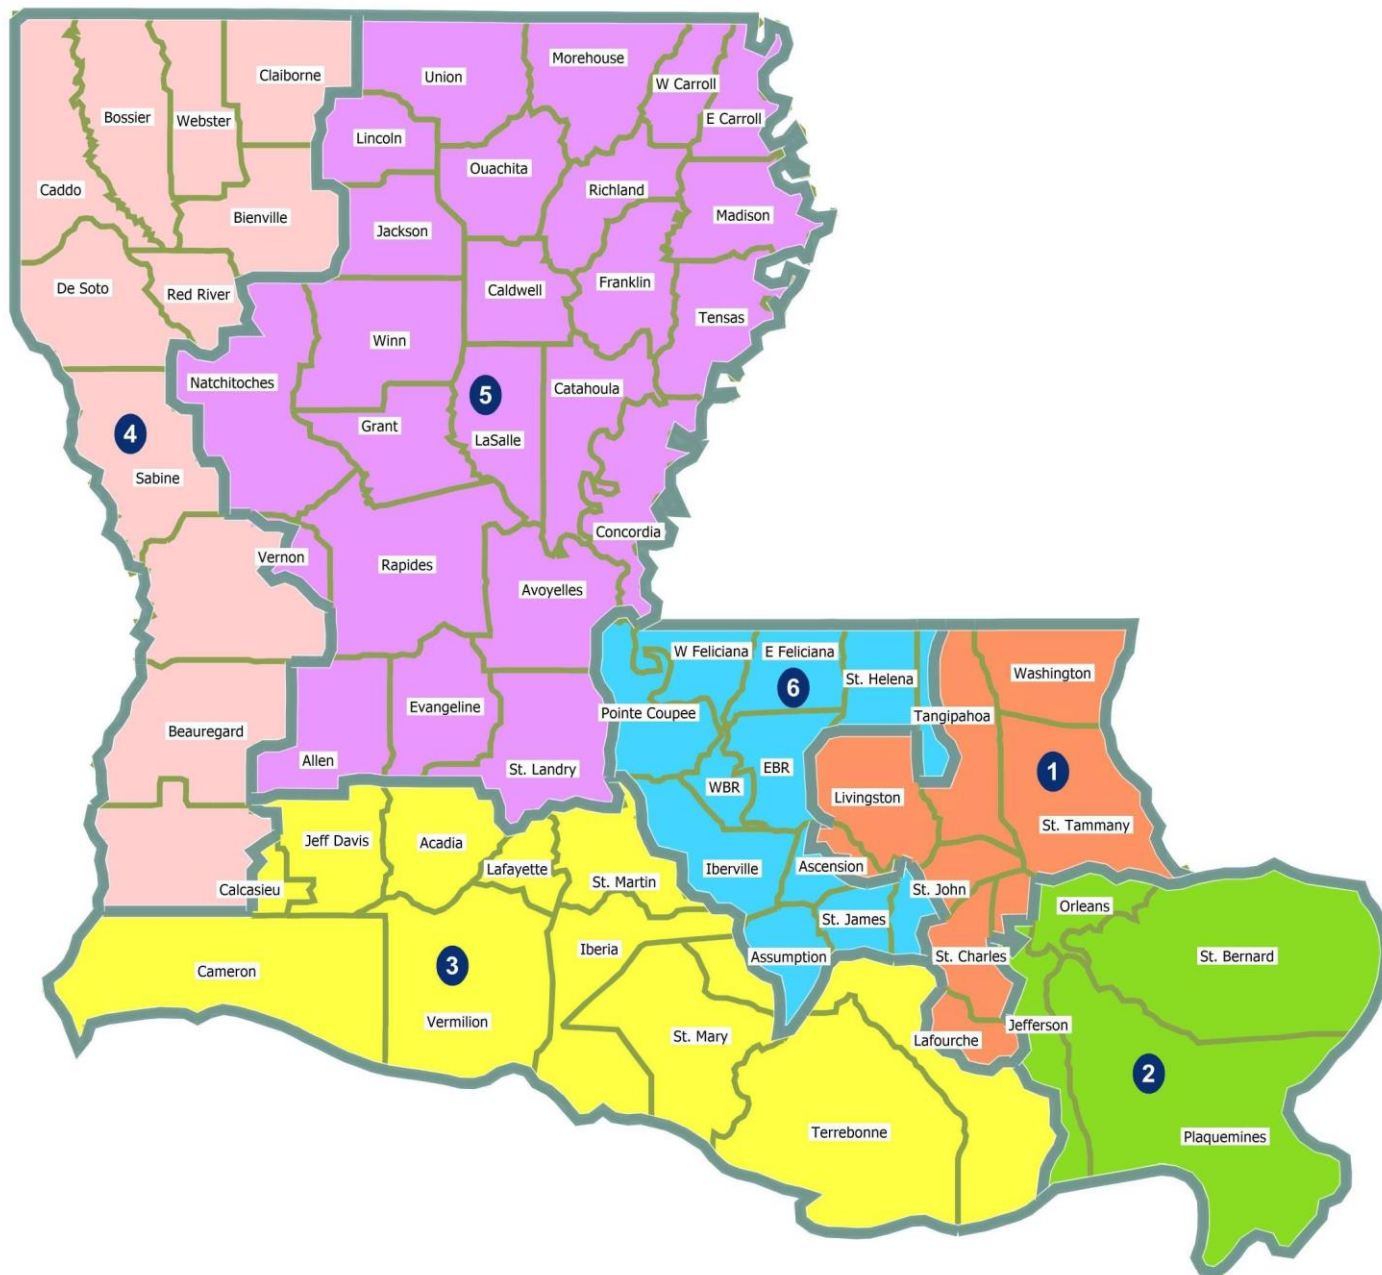 Union
Morehouse
Claiborne
W Carroll
Bossier
Webster
E Carroll
Lincoln
Ouachita
Caddo
Richland
Bienville
Madison
Jackson
De Soto
Red River
Caldwell
Franklin
Tensas
Winn
Natchitoches
5
Catahoula
4
Grant
LaSalle
Sabine
Concordia
Vernon
Rapides
Avoyelles
W Feliciana
E Feliciana
6
St. Helena
Washington
Evangeline
Pointe Coupee
Tangipahoa
Beauregard
Allen
St. Landry
WBR
EBR
1
Livingston
St. Tammany
Jeff Davis
Acadia
Lafayette
Iberville
Ascension
St. Martin
Calcasieu
St. John
Orleans
St. James
Iberia
Assumption
St. Charles
St. Bernard
Cameron
3
Vermilion
St. Mary
Lafourche
Jefferson
2
Terrebonne
Plaquemines